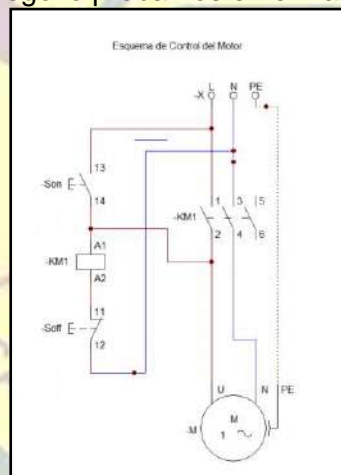 Esquema de Control del Motor
L N PE
-X
13
-Son
14
1 3 5
-KM1
2 4 6
A1
-KM1
A2
11
-Soff
12
U N PE
M
-M
1